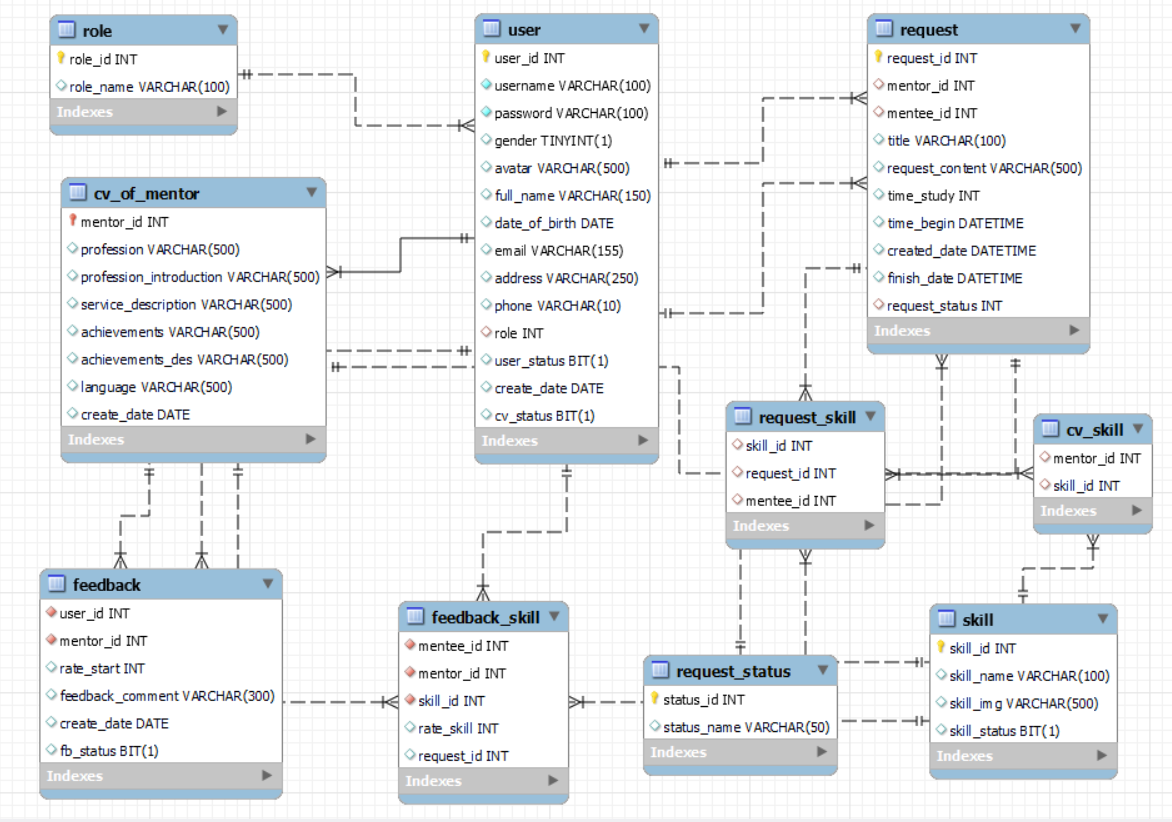 role
role_id INT
role_name VARCHAR(100)
Indexes
user
user_id INT
username VARCHAR(100)
password VARCHAR(100)
gender TINYINT(1)
avatar VARCHAR(500)
full_name VARCHAR(150)
date_of_birth DATE
email VARCHAR(155)
address VARCHAR(250)
phone VARCHAR(10)
role INT
user_status BIT(1)
create_date DATE
cv_status BIT(1)
Indexes
request
request_id INT
mentor_id INT
mentee_id INT
title VARCHAR(100)
request_content VARCHAR(500)
time_study INT
time_begin DATETIME
created_date DATETIME
finish_date DATETIME
request_status INT
Indexes
cv_of_mentor
mentor_id INT
profession VARCHAR(500)
profession_introduction VARCHAR(500)
service_description VARCHAR(500)
achievements VARCHAR(500)
achievements_des VARCHAR(500)
language VARCHAR(500)
create_date DATE
Indexes
request_skill
skill_id INT
request_id INT
mentee_id INT
Indexes
cv_skill
mentor_id INT
skill_id INT
Indexes
feedback
user_id INT
mentor_id INT
rate_start INT
feedback_comment VARCHAR(300)
create_date DATE
fb_status BIT(1)
Indexes
feedback_skill
mentee_id INT
mentor_id INT
skill_id INT
rate_skill INT
request_id INT
Indexes
request_status
status_id INT
status_name VARCHAR(50)
Indexes
skill
skill_id INT
skill_name VARCHAR(100)
skill_img VARCHAR(500)
skill_status BIT(1)
Indexes